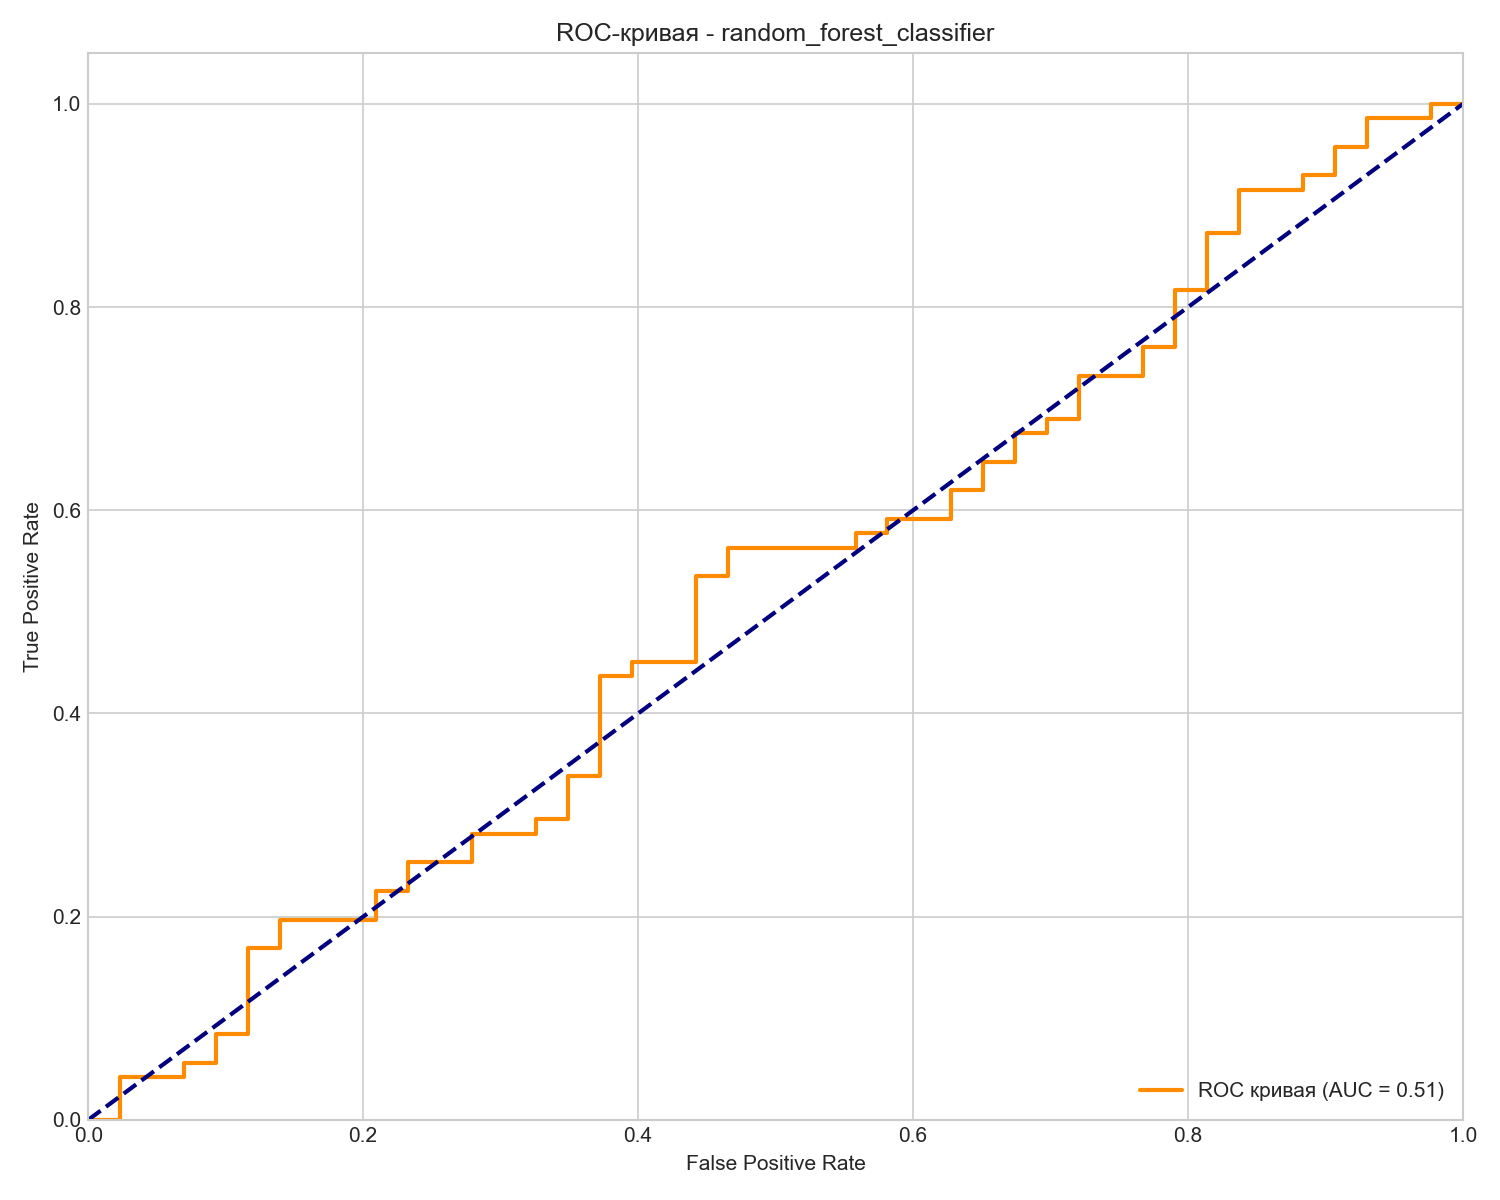 ROC-кривая - random_forest_classifier
True Positive Rate
1.0
0.8
0.6
0.4
0.2
0.0
0.0 0.2 0.4 0.6 0.8 1.0
False Positive Rate
ROC кривая (AUC = 0.51)